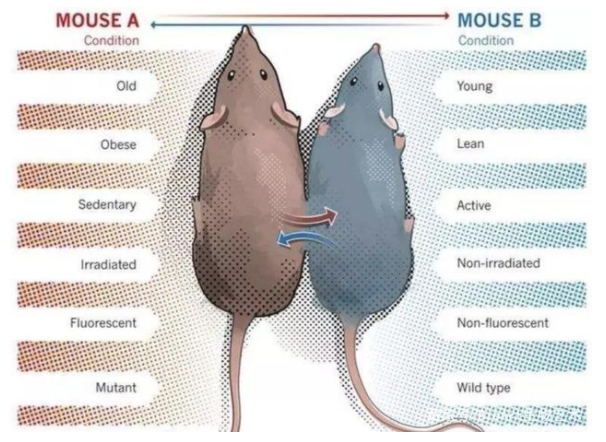 MOUSE A
Condition
MOUSE B
Condition
Old
Young
Obese
Lean
Sedentary
Active
Irradiated
Non-irradiated
Fluorescent
Non-fluorescent
Mutant
Wild type